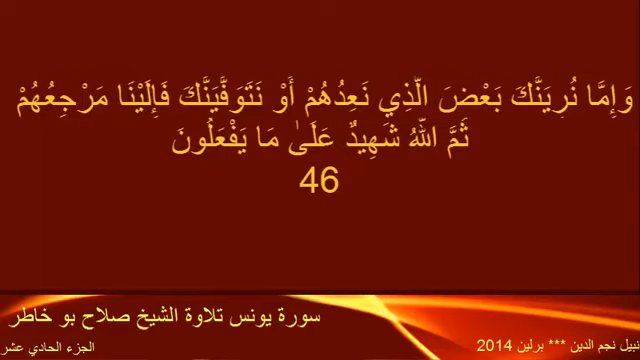 وَإِمَّا نُرِيَنَّكَ بَعْضَ الَّذِي نَعِدُهُمْ أَوْ نَتَوَفَّيَنَّكَ فَإِلَيْنَا مَرْجِعُهُمْ
ثُمَّ اللَّهُ شَهِيدٌ عَلَىٰ مَا يَفْعَلُونَ
46
سورة يونس تلاوة الشيخ صلاح بو خاطر
نبيل نجم الدين *** برلين 2014
الجزء الحادي عشر